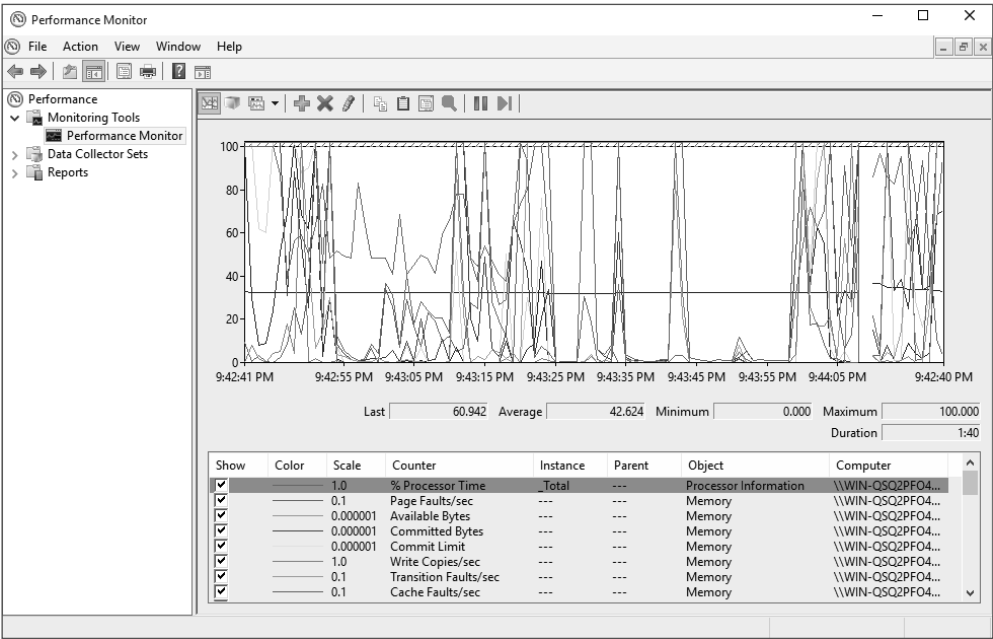 Performance Monitor
File Action View Window Help
Performance
Monitoring Tools
Performance Monitor
Data Collector Sets
Reports
100
80
60
40
20
0
9:42:41 PM 9:42:55 PM 9:43:05 PM 9:43:15 PM 9:43:25 PM 9:43:35 PM 9:43:45 PM 9:43:55 PM 9:44:05 PM 9:42:40 PM
Last 60.942 Average 42.624 Minimum 0.000 Maximum 100.000
Duration 1:40
Show Color Scale Counter Instance Parent Object Computer
1.0 % Processor Time _Total --- Processor Information \\WIN-QSQ2PFO4...
0.1 Page Faults/sec --- --- Memory \\WIN-QSQ2PFO4...
0.000001 Available Bytes --- --- Memory \\WIN-QSQ2PFO4...
0.000001 Committed Bytes --- --- Memory \\WIN-QSQ2PFO4...
0.000001 Commit Limit --- --- Memory \\WIN-QSQ2PFO4...
1.0 Write Copies/sec --- --- Memory \\WIN-QSQ2PFO4...
0.1 Transition Faults/sec --- --- Memory \\WIN-QSQ2PFO4...
0.1 Cache Faults/sec --- --- Memory \\WIN-QSQ2PFO4...